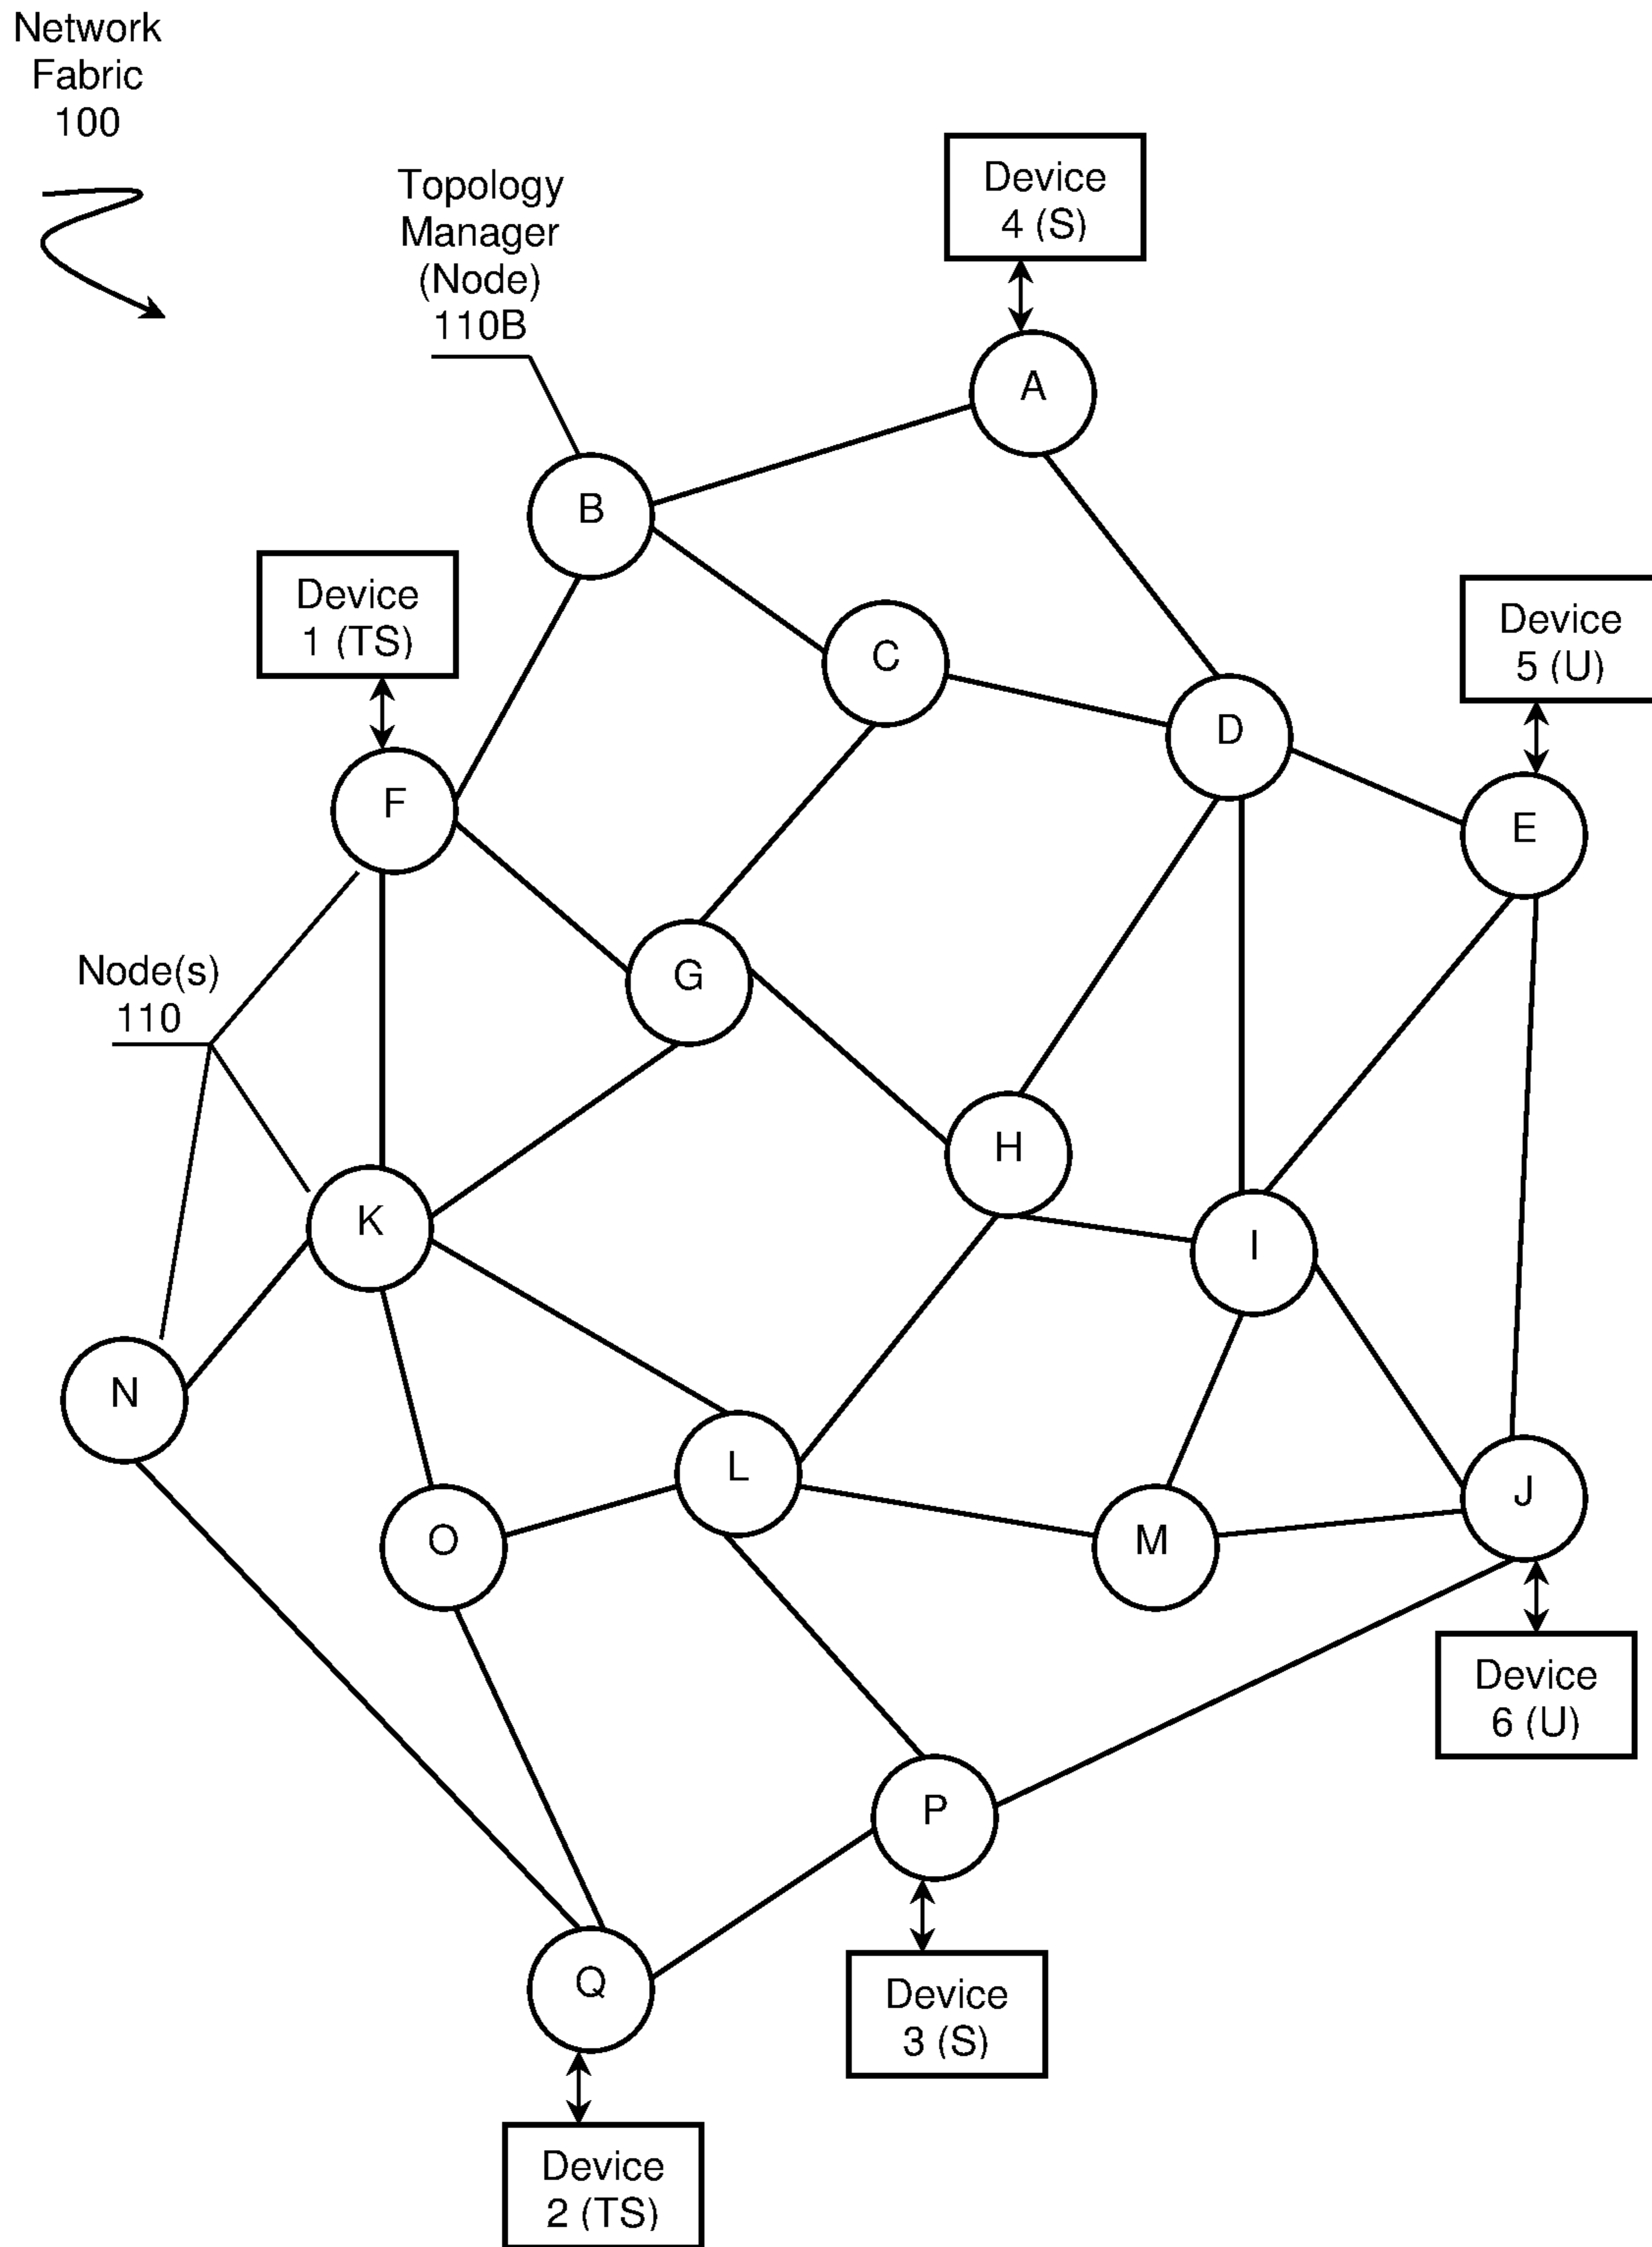 Network
Fabric
100
Topology
Manager
(Node)
110B
Device
4 (S)
A
B
Device
1 (TS)
C
Device
5 (U)
D
F
E
Node(s)
110
G
H
K
I
N
L
J
O
M
Device
6 (U)
P
Q
Device
3 (S)
Device
2 (TS)